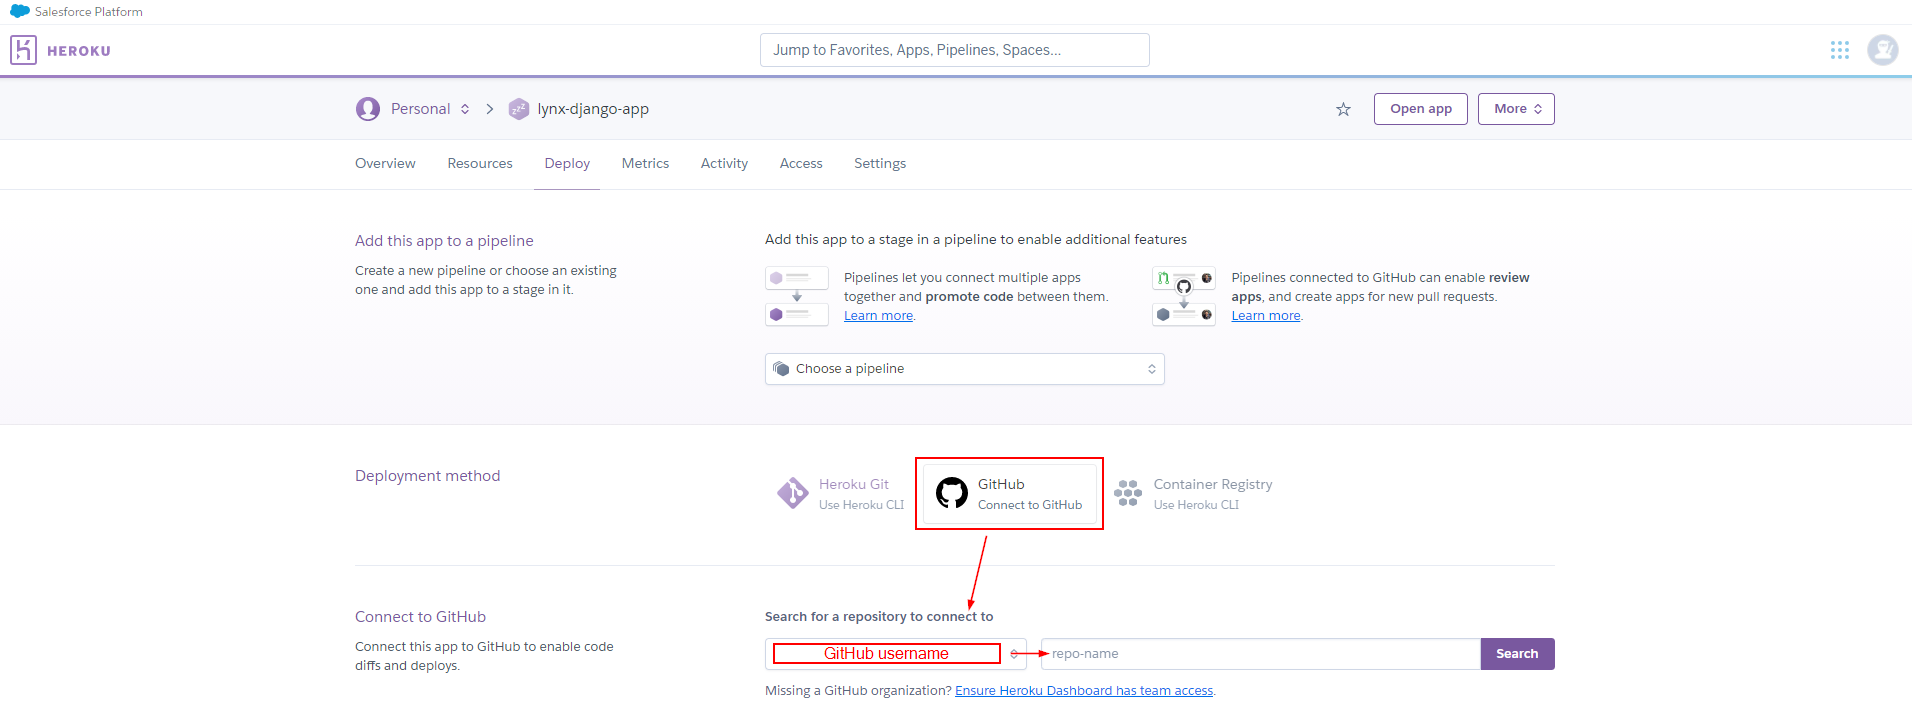 Salesforce Platform
HEROKU
Jump to Favorites, Apps, Pipelines, Spaces...
Personal
lynx-django-app
Open app
More
Overview
Resources
Deploy
Metrics
Activity
Access
Settings
Add this app to a pipeline
Create a new pipeline or choose an existing
one and add this app to a stage in it.
Add this app to a stage in a pipeline to enable additional features
Pipelines let you connect multiple apps
together and promote code between them.
Learn more.
Pipelines connected to GitHub can enable review
apps, and create apps for new pull requests.
Learn more.
Choose a pipeline
Deployment method
Heroku Git
Use Heroku CLI
GitHub
Connect to GitHub
Container Registry
Use Heroku CLI
Connect to GitHub
Connect this app to GitHub to enable code
diffs and deploys.
Search for a repository to connect to
GitHub username
repo-name
Search
Missing a GitHub organization? Ensure Heroku Dashboard has team access.